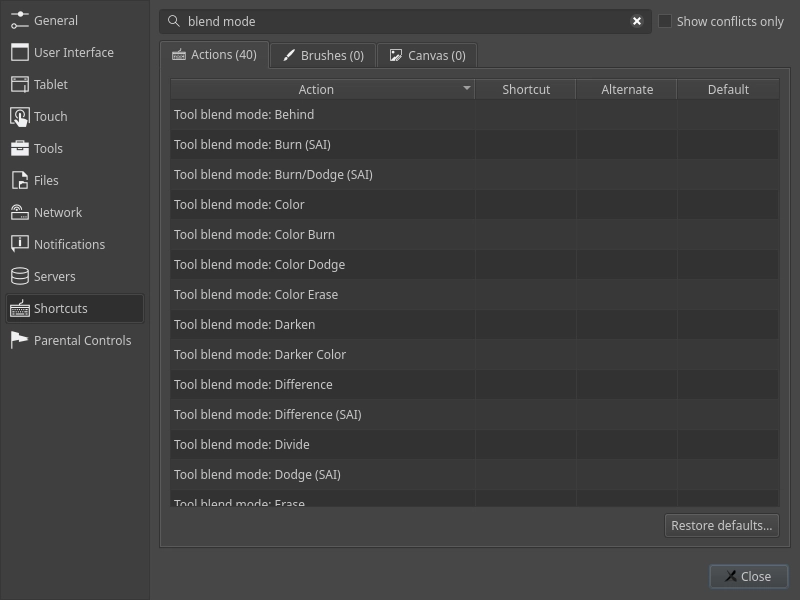 General
User Interface
Tablet
Touch
Tools
Files
Network
Notifications
Servers
Shortcuts
Parental Controls
blend mode
Show conflicts only
Actions (40) Brushes (0) Canvas (0)
Action Shortcut Alternate Default
Tool blend mode: Behind
Tool blend mode: Burn (SAI)
Tool blend mode: Burn/Dodge (SAI)
Tool blend mode: Color
Tool blend mode: Color Burn
Tool blend mode: Color Dodge
Tool blend mode: Color Erase
Tool blend mode: Darken
Tool blend mode: Darker Color
Tool blend mode: Difference
Tool blend mode: Difference (SAI)
Tool blend mode: Divide
Tool blend mode: Dodge (SAI)
Tool blend mode: Erase
Restore defaults...
Close